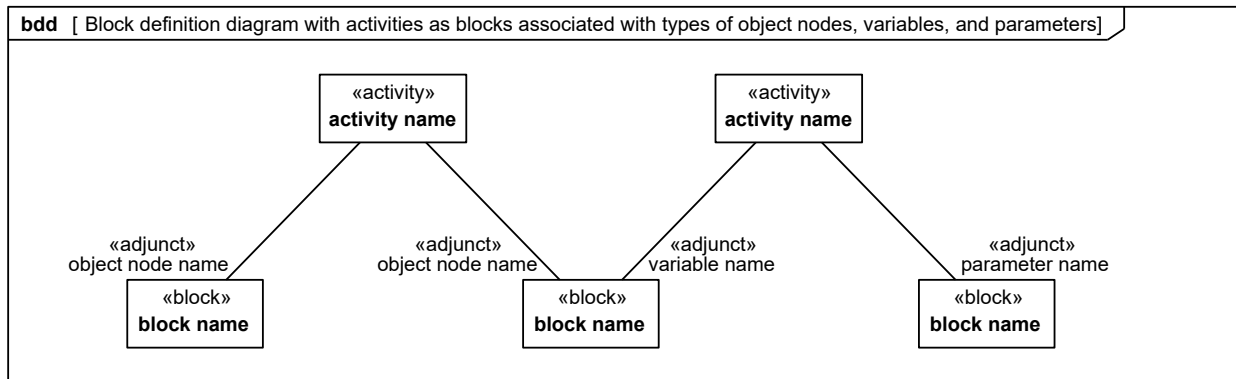 bdd [ Block definition diagram with activities as blocks associated with types of object nodes, variables, and parameters]
«activity»
activity name
«activity»
activity name
«adjunct»
object node name
«adjunct»
object node name
«adjunct»
variable name
«adjunct»
parameter name
«block»
block name
«block»
block name
«block»
block name